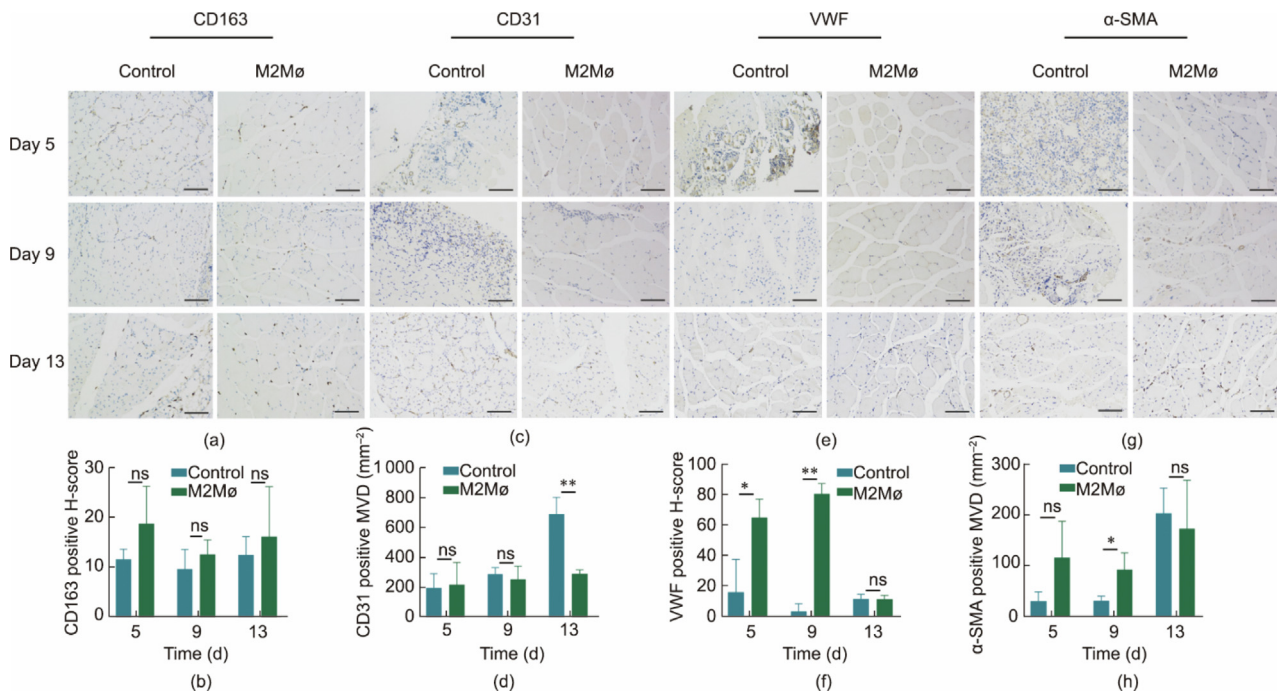 CD163 CD31 VWF α-SMA
Control M2Mø Control M2Mø Control M2Mø Control M2Mø
Day 5
Day 9
Day 13
(a) (c) (e) (g)
CD163 positive H-score
30
20
10
0
ns ns ns
Control
M2Mø
5 9 13
Time (d)
(b)
CD31 positive MVD (mm⁻²)
1 000
800
600
400
200
0
ns ns **
Control
M2Mø
5 9 13
Time (d)
(d)
VWF positive H-score
100
80
60
40
20
0
* ** ns
Control
M2Mø
5 9 13
Time (d)
(f)
α-SMA positive MVD (mm⁻²)
300
200
100
0
ns * ns
Control
M2Mø
5 9 13
Time (d)
(h)